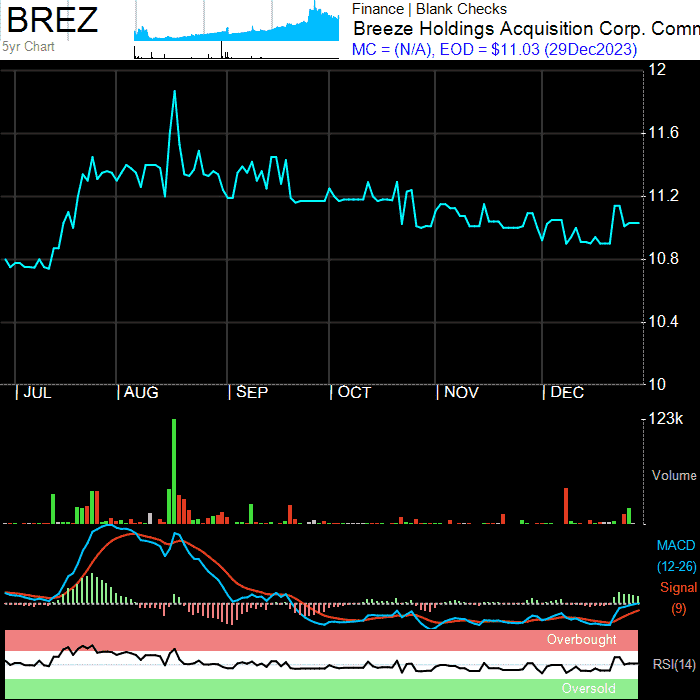 BREZ
5yr Chart
Finance | Blank Checks
Breeze Holdings Acquisition Corp. Comm
MC = (N/A), EOD = $11.03 (29Dec2023)
12
11.6
11.2
10.8
10.4
10
JUL AUG SEP OCT NOV DEC
123k
Volume
MACD
(12-26)
Signal
(9)
Overbought
RSI(14)
Oversold